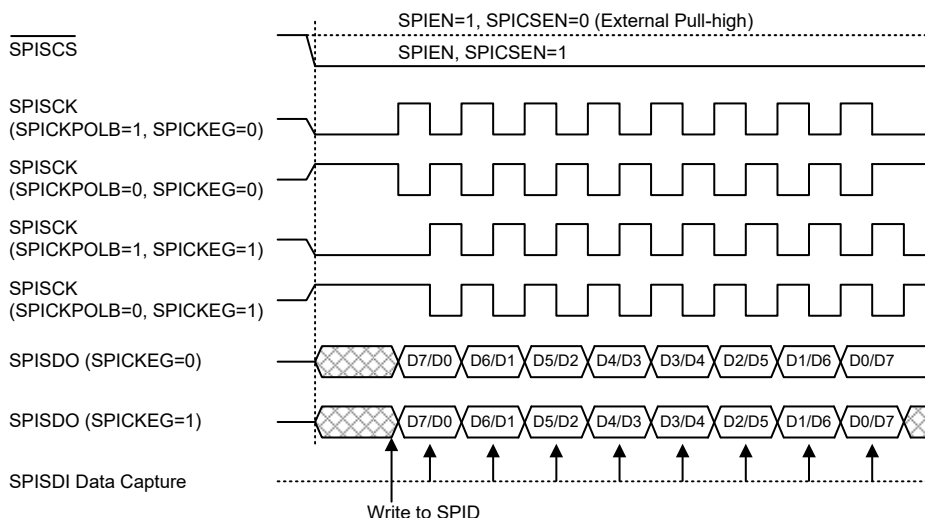 SPIEN=1, SPICSEN=0 (External Pull-high)
SPISCS
SPIEN, SPICSEN=1
SPISCK
(SPICKPOLB=1, SPICKEG=0)
SPISCK
(SPICKPOLB=0, SPICKEG=0)
SPISCK
(SPICKPOLB=1, SPICKEG=1)
SPISCK
(SPICKPOLB=0, SPICKEG=1)
SPISDO (SPICKEG=0) D7/D0 D6/D1 D5/D2 D4/D3 D3/D4 D2/D5 D1/D6 D0/D7
SPISDO (SPICKEG=1) D7/D0 D6/D1 D5/D2 D4/D3 D3/D4 D2/D5 D1/D6 D0/D7
SPISDI Data Capture
Write to SPID